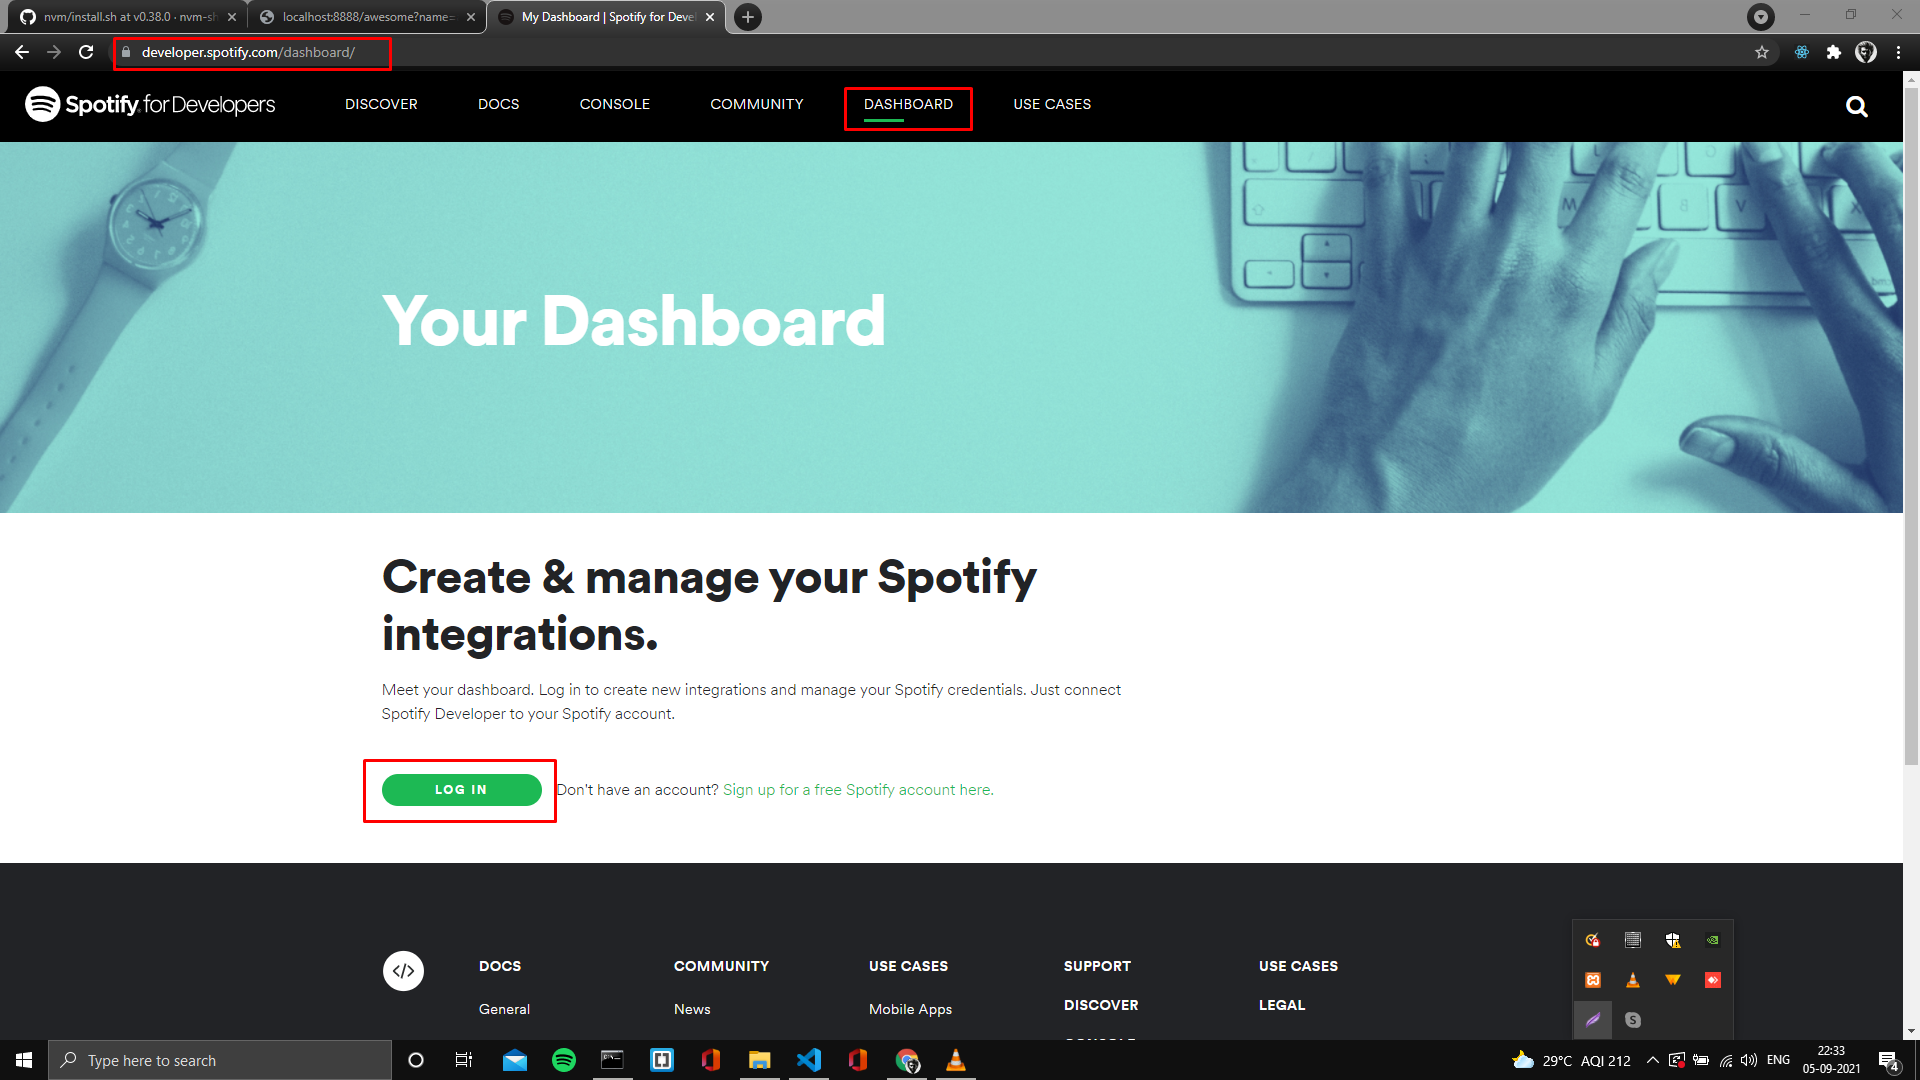 nvm/install.sh at v0.38.0 · nvm-sh
localhost:8888/awesome?name=
My Dashboard | Spotify for Devel
developer.spotify.com/dashboard/
Spotify for Developers
DISCOVER
DOCS
CONSOLE
COMMUNITY
DASHBOARD
USE CASES
Your Dashboard
Create & manage your Spotify
integrations.
Meet your dashboard. Log in to create new integrations and manage your Spotify credentials. Just connect
Spotify Developer to your Spotify account.
LOG IN
Don't have an account? Sign up for a free Spotify account here.
DOCS
COMMUNITY
USE CASES
SUPPORT
USE CASES
General
News
Mobile Apps
DISCOVER
LEGAL
Type here to search
29°C AQI 212
ENG
22:33
05-09-2021
4